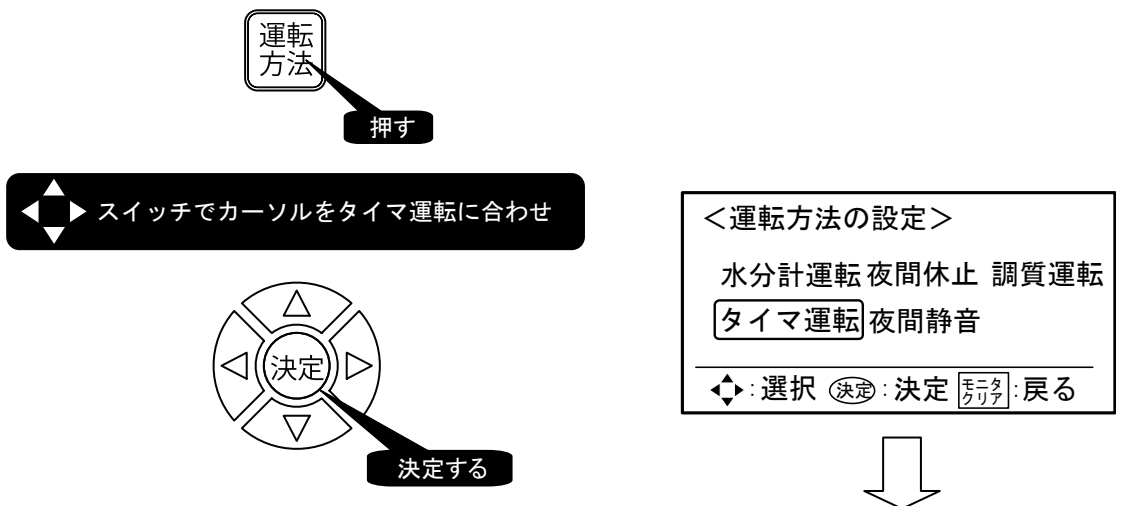 運転
方法
押す
スイッチでカーソルをタイマ運転に合わせ
決定
決定する
＜運転方法の設定＞
水分計運転 夜間休止 調質運転
タイマ運転 夜間静音
:選択 決定:決定 モニタクリア:戻る